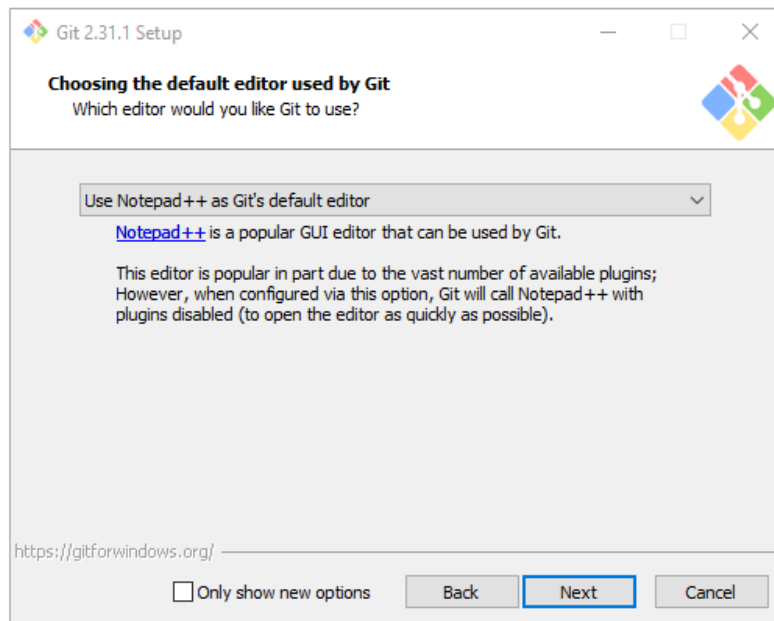 Git 2.31.1 Setup
Choosing the default editor used by Git
Which editor would you like Git to use?
Use Notepad++ as Git's default editor
Notepad++ is a popular GUI editor that can be used by Git.
This editor is popular in part due to the vast number of available plugins;
However, when configured via this option, Git will call Notepad++ with
plugins disabled (to open the editor as quickly as possible).
https://gitforwindows.org/
Only show new options
Back
Next
Cancel